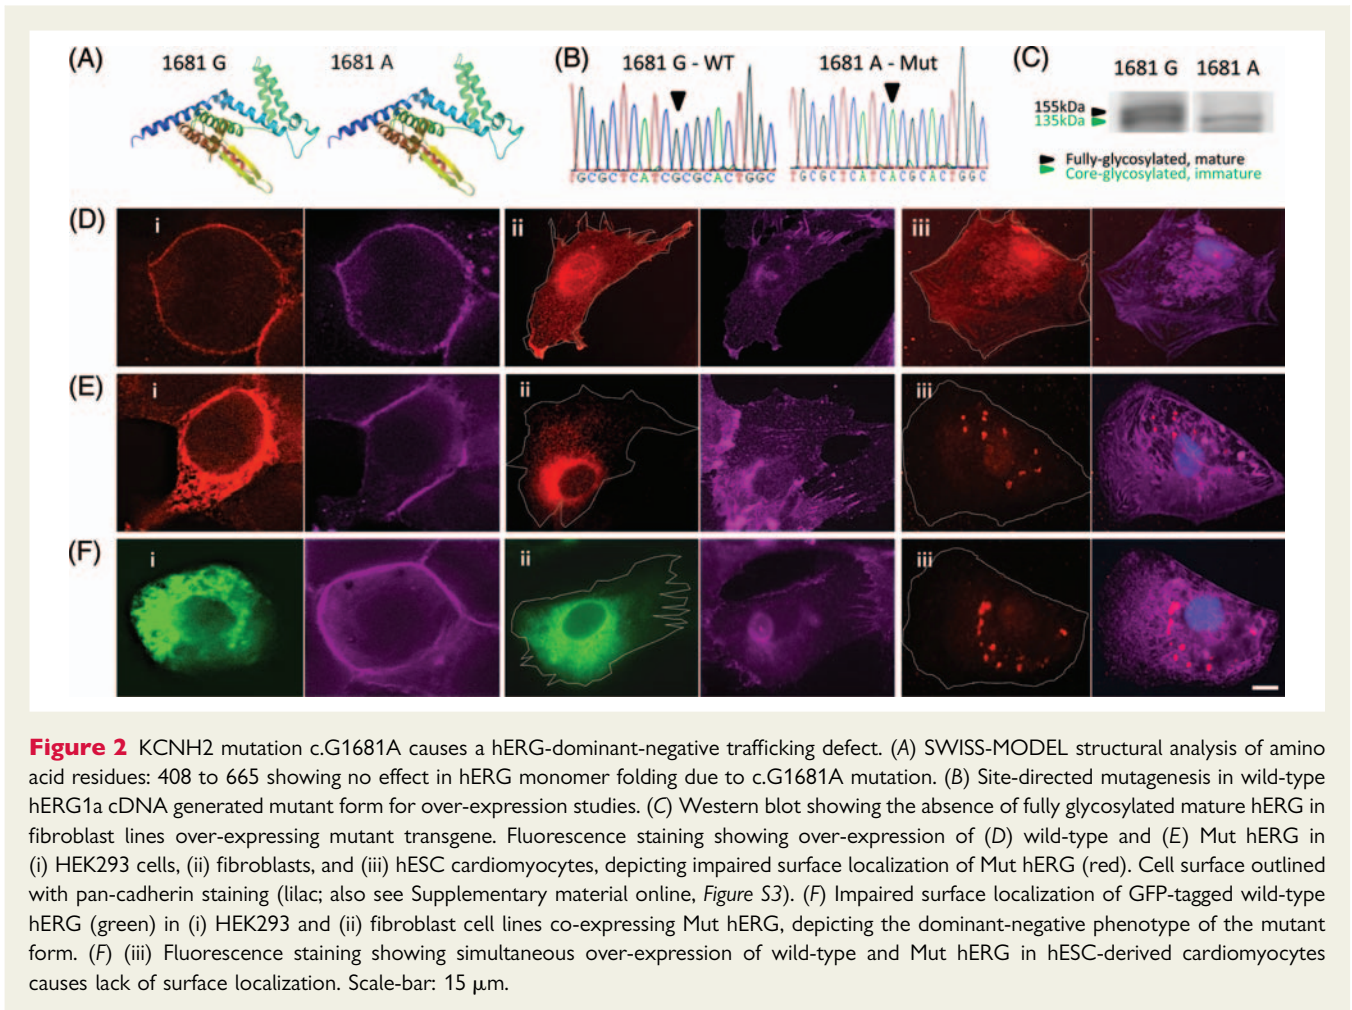 (A)
1681 G
1681 A
(B)
1681 G - WT
TGCGCTCATCGCGCACTGGC
1681 A - Mut
TGCGCTCATCACGCACTGGC
(C)
1681 G 1681 A
155kDa
135kDa
Fully-glycosylated, mature
Core-glycosylated, immature
(D)
i
ii
iii
(E)
i
ii
iii
(F)
i
ii
iii
Figure 2 KCNH2 mutation c.G1681A causes a hERG-dominant-negative trafficking defect. (A) SWISS-MODEL structural analysis of amino
acid residues: 408 to 665 showing no effect in hERG monomer folding due to c.G1681A mutation. (B) Site-directed mutagenesis in wild-type
hERG1a cDNA generated mutant form for over-expression studies. (C) Western blot showing the absence of fully glycosylated mature hERG in
fibroblast lines over-expressing mutant transgene. Fluorescence staining showing over-expression of (D) wild-type and (E) Mut hERG in
(i) HEK293 cells, (ii) fibroblasts, and (iii) hESC cardiomyocytes, depicting impaired surface localization of Mut hERG (red). Cell surface outlined
with pan-cadherin staining (lilac; also see Supplementary material online, Figure S3). (F) Impaired surface localization of GFP-tagged wild-type
hERG (green) in (i) HEK293 and (ii) fibroblast cell lines co-expressing Mut hERG, depicting the dominant-negative phenotype of the mutant
form. (F) (iii) Fluorescence staining showing simultaneous over-expression of wild-type and Mut hERG in hESC-derived cardiomyocytes
causes lack of surface localization. Scale-bar: 15 μm.